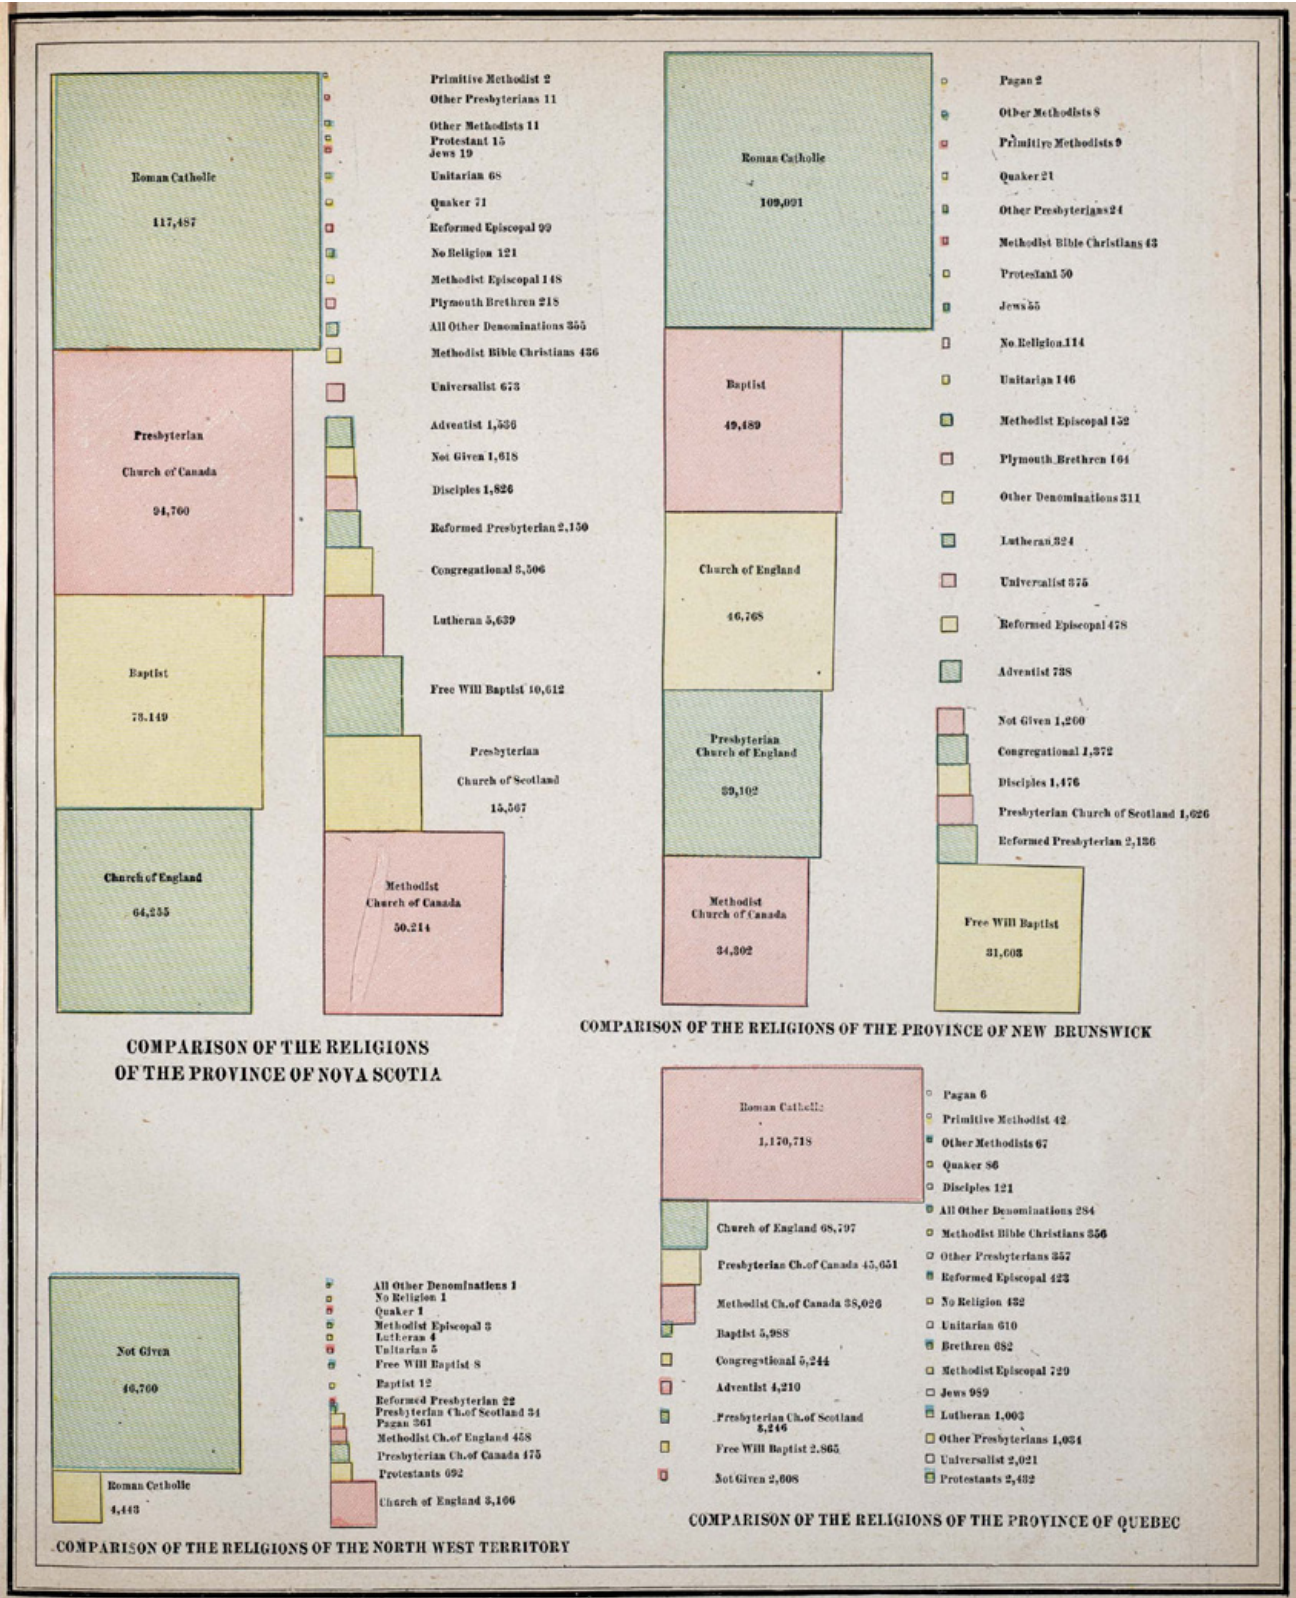 Roman Catholic
117,487
Presbyterian
Church of Canada
94,760
Baptist
73,149
Church of England
64,255
Primitive Methodist 2
Other Presbyterians 11
Other Methodists 11
Protestant 15
Jews 19
Unitarian 68
Quaker 71
Reformed Episcopal 99
No Religion 121
Methodist Episcopal 148
Plymouth Brethren 218
All Other Denominations 355
Methodist Bible Christians 436
Universalist 673
Adventist 1,536
Not Given 1,618
Disciples 1,826
Reformed Presbyterian 2,150
Congregational 3,506
Lutheran 5,639
Free Will Baptist 10,612
Presbyterian
Church of Scotland
15,567
Methodist
Church of Canada
50,214
COMPARISON OF THE RELIGIONS
OF THE PROVINCE OF NOVA SCOTIA
Roman Catholic
109,091
Baptist
49,489
Church of England
46,768
Presbyterian
Church of England
39,102
Methodist
Church of Canada
34,302
Pagan 2
Other Methodists 8
Primitive Methodists 9
Quaker 21
Other Presbyterians 24
Methodist Bible Christians 43
Protestant 50
Jews 55
No Religion 114
Unitarian 146
Methodist Episcopal 152
Plymouth Brethren 164
Other Denominations 311
Lutheran 324
Universalist 375
Reformed Episcopal 478
Adventist 738
Not Given 1,260
Congregational 1,372
Disciples 1,476
Presbyterian Church of Scotland 1,626
Reformed Presbyterian 2,136
Free Will Baptist
31,603
COMPARISON OF THE RELIGIONS OF THE PROVINCE OF NEW BRUNSWICK
Not Given
46,760
Roman Catholic
4,443
All Other Denominations 1
No Religion 1
Quaker 1
Methodist Episcopal 3
Lutheran 4
Unitarian 5
Free Will Baptist 8
Baptist 12
Reformed Presbyterian 22
Presbyterian Ch. of Scotland 34
Pagan 361
Methodist Ch. of England 458
Presbyterian Ch. of Canada 475
Protestants 692
Church of England 3,166
COMPARISON OF THE RELIGIONS OF THE NORTH WEST TERRITORY
Roman Catholic
1,170,718
Church of England 68,797
Presbyterian Ch. of Canada 45,651
Methodist Ch. of Canada 38,026
Baptist 5,988
Congregational 5,244
Adventist 4,210
Presbyterian Ch. of Scotland
3,246
Free Will Baptist 2,865
Not Given 2,608
Pagan 6
Primitive Methodist 42
Other Methodists 67
Quaker 86
Disciples 121
All Other Denominations 284
Methodist Bible Christians 356
Other Presbyterians 357
Reformed Episcopal 423
No Religion 432
Unitarian 610
Brethren 682
Methodist Episcopal 729
Jews 989
Lutheran 1,003
Other Presbyterians 1,034
Universalist 2,021
Protestants 2,432
COMPARISON OF THE RELIGIONS OF THE PROVINCE OF QUEBEC